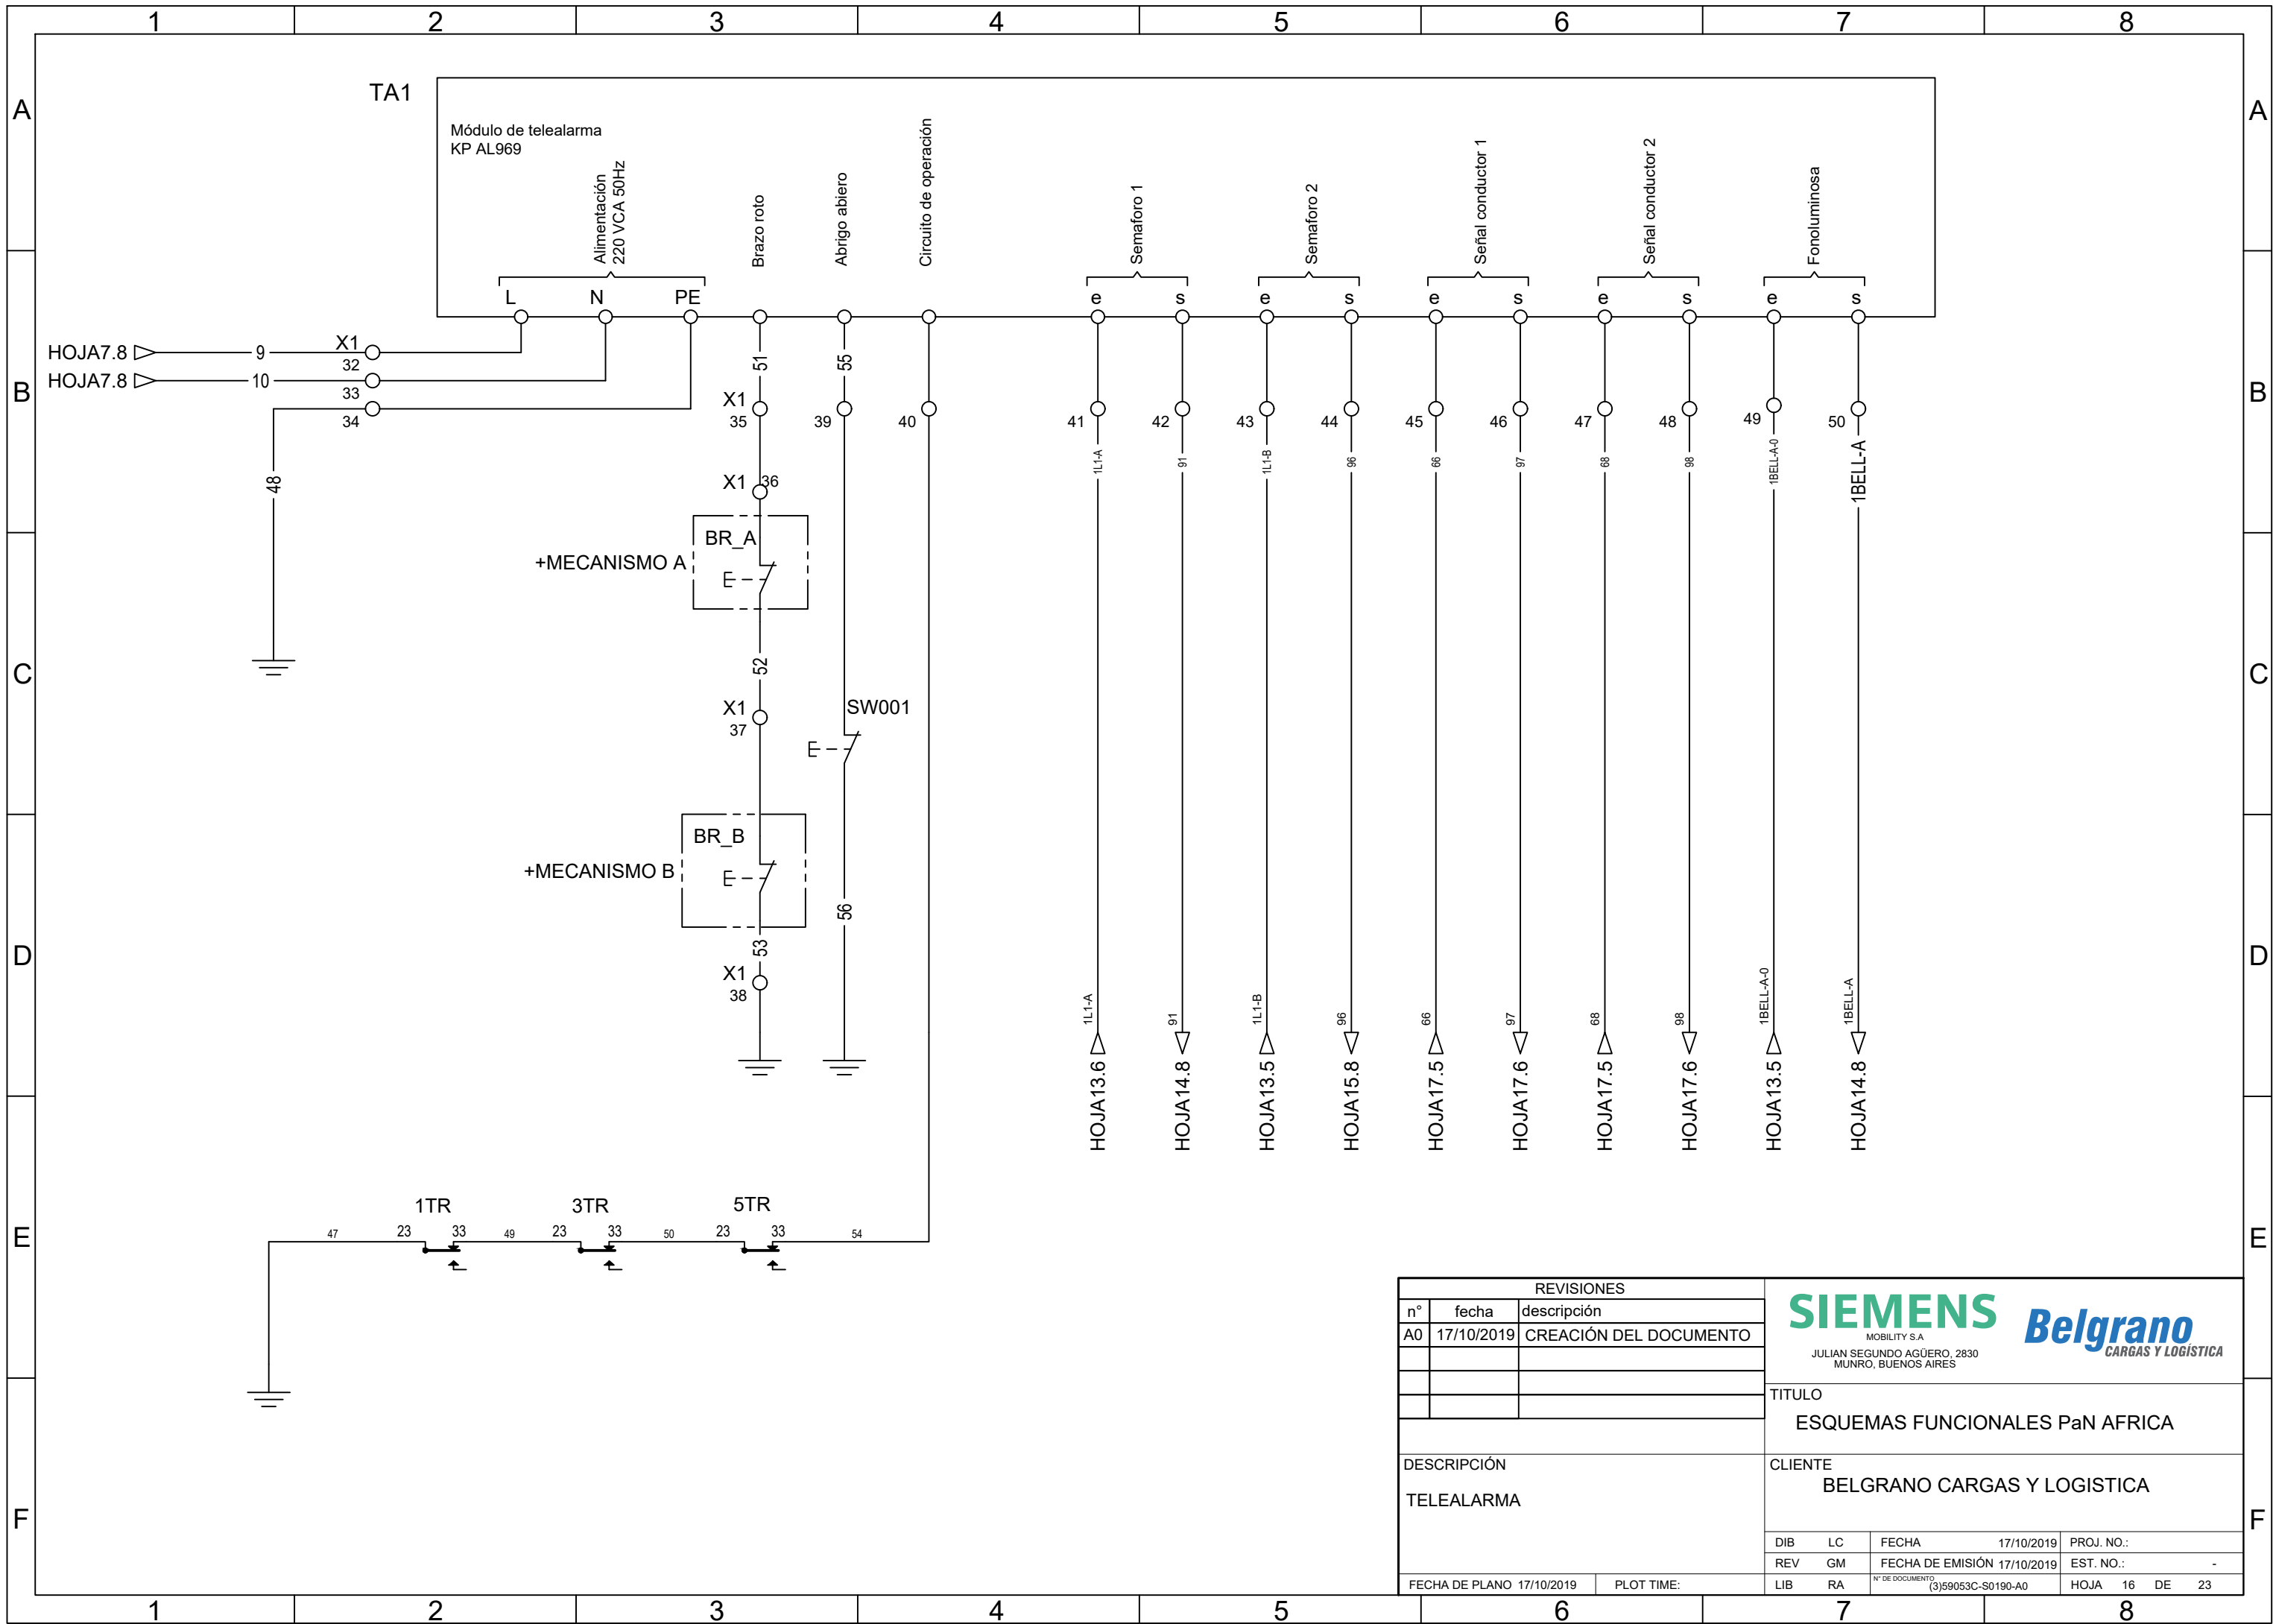 1 2 3 4 5 6 7 8
A A
TA1
Módulo de telealarma
KP AL969
Alimentación
220 VCA 50Hz
Brazo roto
Abrigo abiero
Circuito de operación
Semaforo 1
Semaforo 2
Señal conductor 1
Señal conductor 2
Fonoluminosa
L N PE e s e s e s e s e s
B B
HOJA7.8 9 X1
32
HOJA7.8 10
33
34
51 55
X1
35 39 40 41 42 43 44 45 46 47 48 49 50
1L1-A 91 1L1-B 96 66 97 68 98 1BELL-A-0 1BELL-A
48
X1 36
BR_A
+MECANISMO A
C C
52
X1
37
SW001
BR_B
+MECANISMO B
56
53
D D
X1
38
1L1-A 91 1L1-B 96 66 97 68 98 1BELL-A-0 1BELL-A
HOJA13.6 HOJA14.8 HOJA13.5 HOJA15.8 HOJA17.5 HOJA17.6 HOJA17.5 HOJA17.6 HOJA13.5 HOJA14.8
1TR 3TR 5TR
E E
47 23 33 49 23 33 50 23 33 54
REVISIONES
n° fecha descripción
A0 17/10/2019 CREACIÓN DEL DOCUMENTO
SIEMENS
MOBILITY S.A
JULIAN SEGUNDO AGÜERO, 2830
MUNRO, BUENOS AIRES
Belgrano
CARGAS Y LOGÍSTICA
TITULO
ESQUEMAS FUNCIONALES PaN AFRICA
DESCRIPCIÓN
TELEALARMA
CLIENTE
BELGRANO CARGAS Y LOGISTICA
F F
DIB LC FECHA 17/10/2019 PROJ. NO.:
REV GM FECHA DE EMISIÓN 17/10/2019 EST. NO.: -
FECHA DE PLANO 17/10/2019 PLOT TIME: LIB RA N° DE DOCUMENTO (3)59053C-S0190-A0 HOJA 16 DE 23
1 2 3 4 5 6 7 8